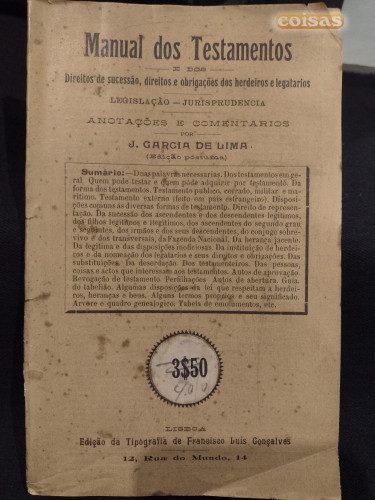 coisas
Manual dos Testamentos
E DOS
Direitos de sucessão, direitos e obrigações dos herdeiros e legatarios
LEGISLAÇÃO — JURISPRUDENCIA
ANOTAÇÕES E COMENTARIOS
POR
J. GARCIA DE LIMA
(Edição póstuma)
Sumário: — Duas palavras necessarias. Dos testamentos em ge-
ral. Quem pode testar e quem pode adquirir por testamento. Da
forma dos testamentos. Testamento publico, cerrado, militar e ma-
ritimo. Testamento externo (feito em pais estrangeiro) Disposi-
ções comuns ás diversas formas de testamento. Direito de repre-
lação. Da sucessão dos ascendentes e dos descendentes legitimos,
dos filhos legitimos e ilegitimos, dos ascendentes do segundo grau
e seguintes, dos irmãos e dos seus descendentes, do conjuge sobre-
vivo e dos transversais, da Fazenda Nacional. Da herança jacente.
Da legitima e das disposições inoficiosas. Da instituição de herdei-
ros e da nomeação dos legatarios e seus direitos e obrigações. Das
substituições. Da deserdação. Dos testamenteiros. Das pessoas,
coisas e actos que interessam aos testamentos. Autos de aprovação.
Revogação de testamento. Perfilhações Autos de abertura. Guia
do tabelião. Algumas disposições da lei que respeitam a herdei-
ros, heranças e bens. Alguns termos proprios e seu significado.
Arvore e quadro genealogico. Tabela de emolumentos, etc.
3$50
LISBOA
Edição da Tipografia de Francisco Luis Gonçalves
12, Rua do Mundo, 14